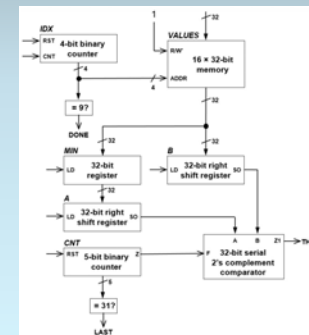 1
32
IDX
VALUES
RST
CNT
4-bit binary
counter
R/W'
ADDR
16 × 32-bit
memory
4
4
= 9?
DONE
32
32
32
MIN
B
LD
32-bit
register
LD
32-bit right
shift register
SO
32
A
LD
32-bit right
shift register
SO
CNT
RST
5-bit binary
counter
Z
A
B
Z1
F
32-bit serial
2's complement
comparator
5
= 31?
LAST